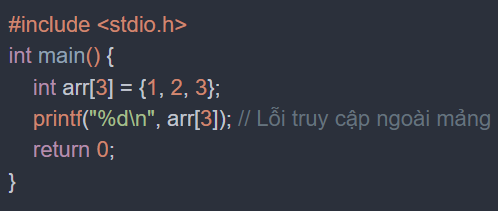 #include <stdio.h>
int main() {
int arr[3] = {1, 2, 3};
printf("%d\n", arr[3]); // Lỗi truy cập ngoài mảng
return 0;
}